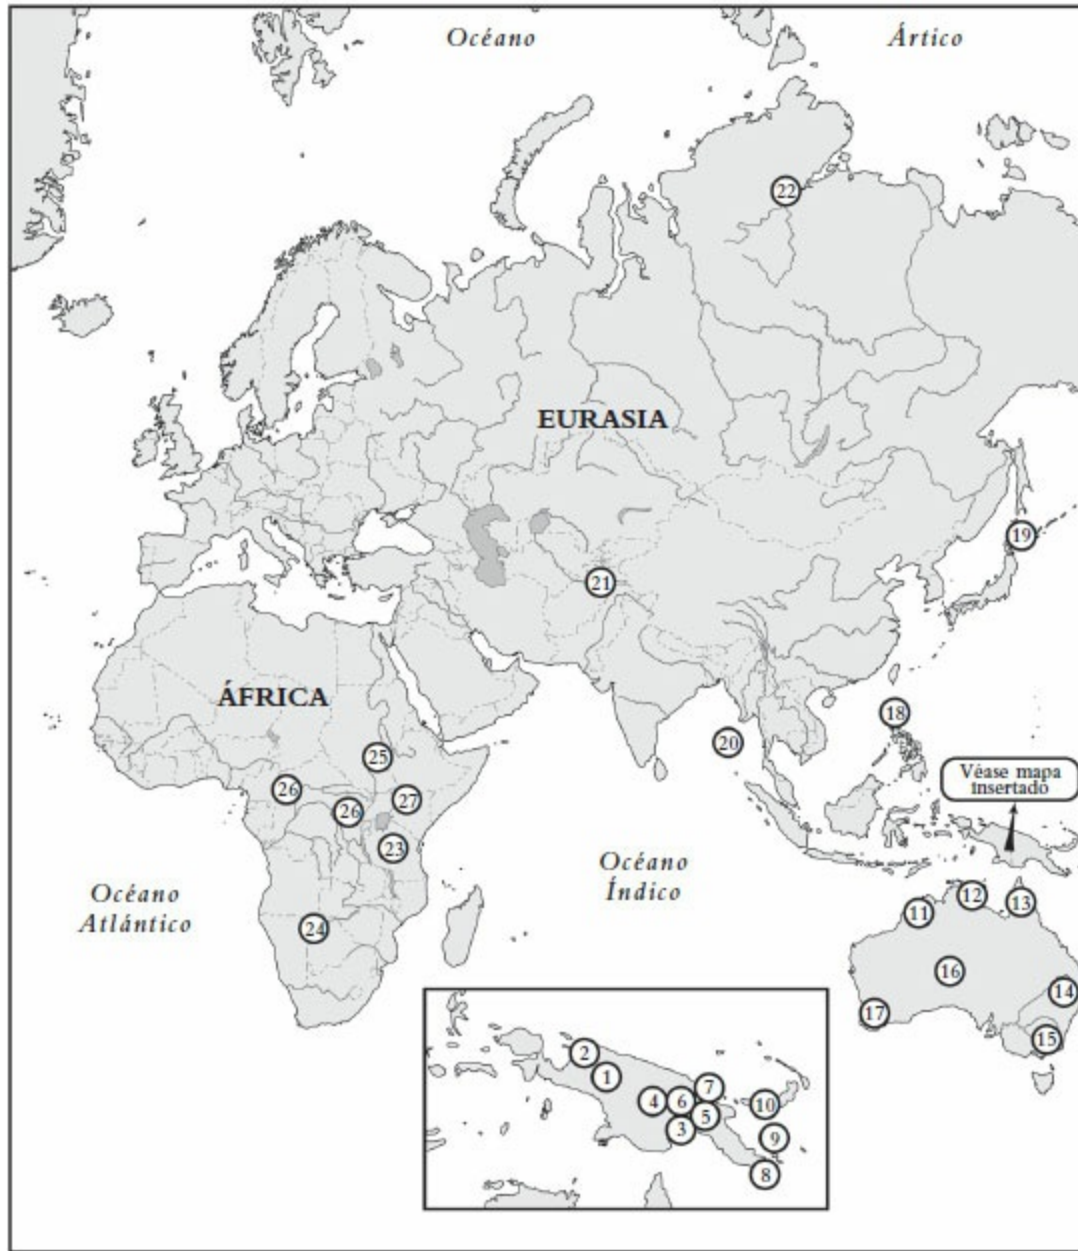 Océano
Ártico
22
EURASIA
19
21
ÁFRICA
18
20
25
Véase mapa
insertado
26
27
26
23
Océano
Índico
Océano
Atlántico
12
13
11
24
16
14
17
15
2
1
7
4
6
10
5
3
9
8